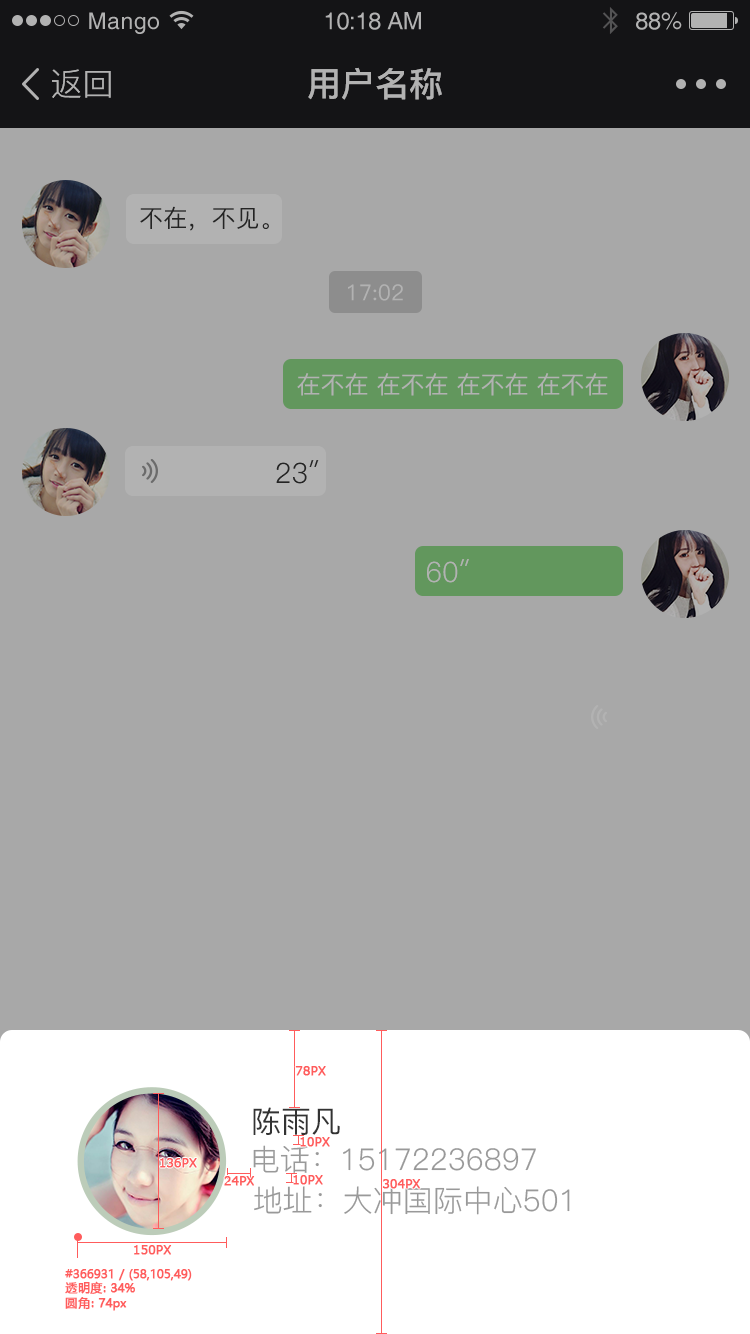 Mango 10:18 AM 88%
返回 用户名称
不在，不见。
17:02
在不在 在不在 在不在 在不在
23″
60″
78PX
陈雨凡
10PX
电话：15172236897
136PX
24PX
10PX
304PX
地址：大冲国际中心501
150PX
#366931 / (58,105,49)
透明度: 34%
圆角: 74px